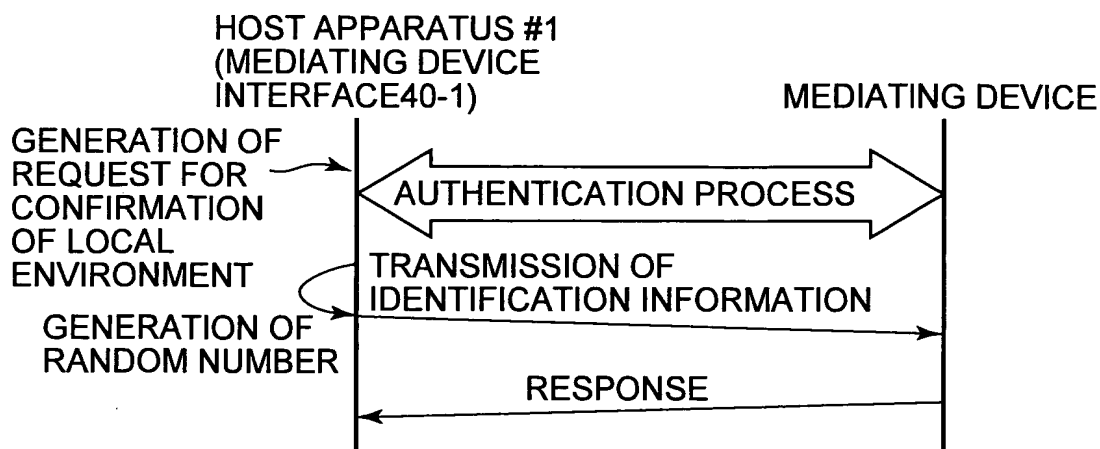 HOST APPARATUS #1
(MEDIATING DEVICE
INTERFACE40-1)
MEDIATING DEVICE
GENERATION OF
REQUEST FOR
CONFIRMATION
OF LOCAL
ENVIRONMENT
AUTHENTICATION PROCESS
TRANSMISSION OF
IDENTIFICATION INFORMATION
GENERATION OF
RANDOM NUMBER
RESPONSE